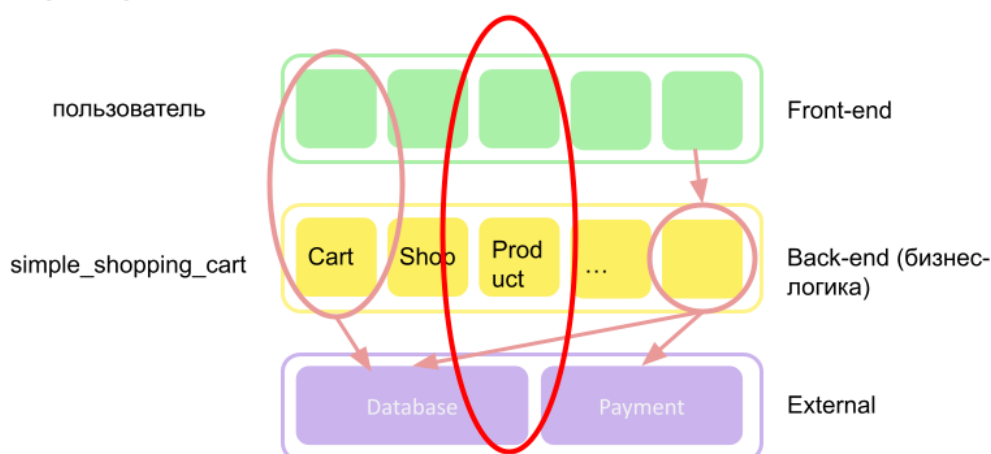 пользователь
Front-end
simple_shopping_cart
Cart
Shop
Prod
uct
...
Back-end (бизнес-
логика)
Database
Payment
External